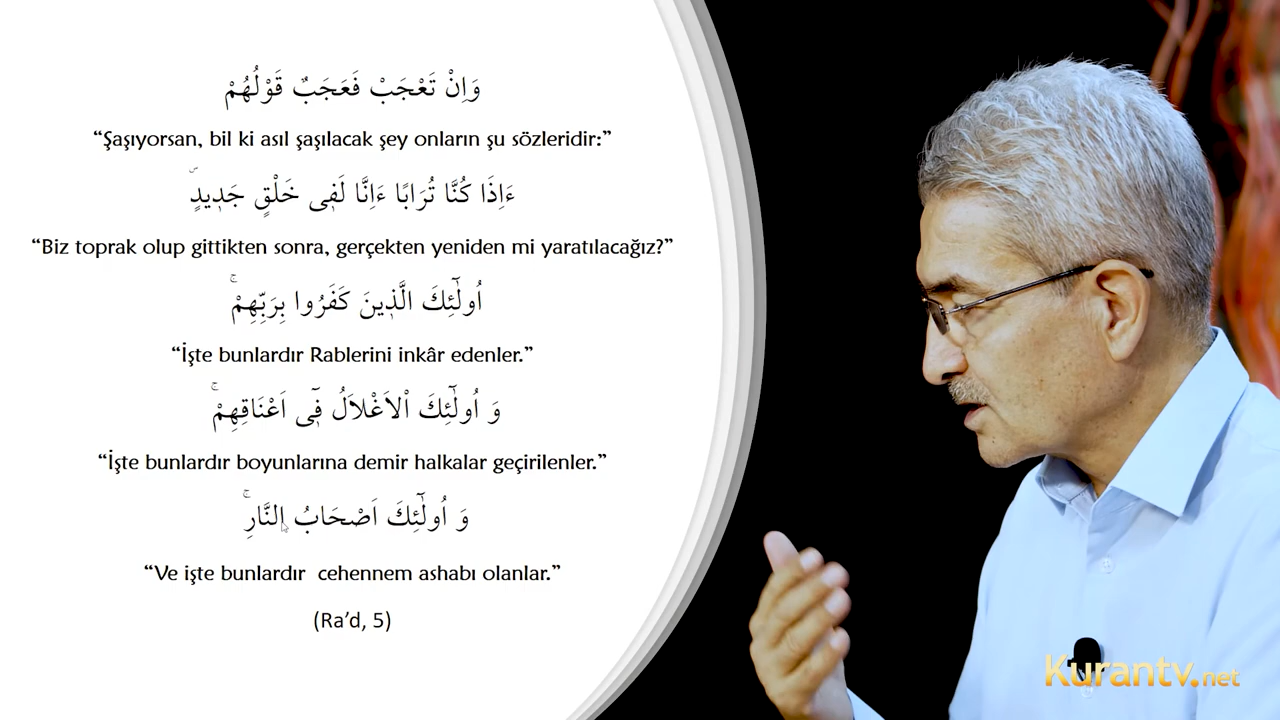 وَاِنْ تَعْجَبْ فَعَجَبٌ قَوْلُهُمْ
“Şaşıyorsan, bil ki asıl şaşılacak şey onların şu sözleridir:”
ءَاِذَا كُنَّا تُرَابًا ءَاِنَّا لَفٖى خَلْقٍ جَدٖيدٍ
“Biz toprak olup gittikten sonra, gerçekten yeniden mi yaratılacağız?”
اُولٰٓئِكَ الَّذٖينَ كَفَرُوا بِرَبِّهِمْۚ
“İşte bunlardır Rablerini inkâr edenler.”
وَ اُولٰٓئِكَ الْاَغْلَالُ فٖٓى اَعْنَاقِهِمْۚ
“İşte bunlardır boyunlarına demir halkalar geçirilenler.”
وَ اُولٰٓئِكَ اَصْحَابُ النَّارِۚ
“Ve işte bunlardır cehennem ashabı olanlar.”
(Ra’d, 5)
Kurantv.net